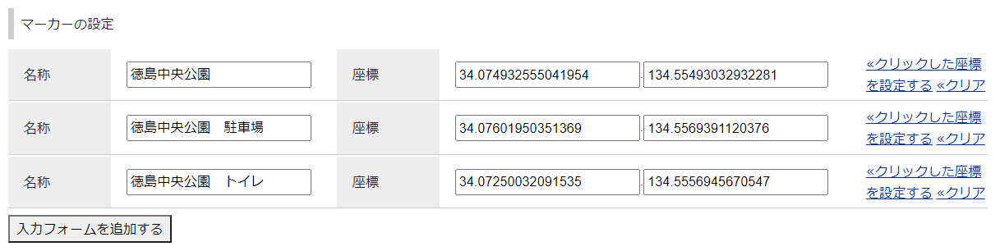 マーカーの設定
名称 徳島中央公園 座標 34.074932555041954 , 134.55493032932281 «クリックした座標
を設定する «クリア
名称 徳島中央公園　駐車場 座標 34.07601950351369 , 134.5569391120376 «クリックした座標
を設定する «クリア
名称 徳島中央公園　トイレ 座標 34.07250032091535 , 134.5556945670547 «クリックした座標
を設定する «クリア
入力フォームを追加する